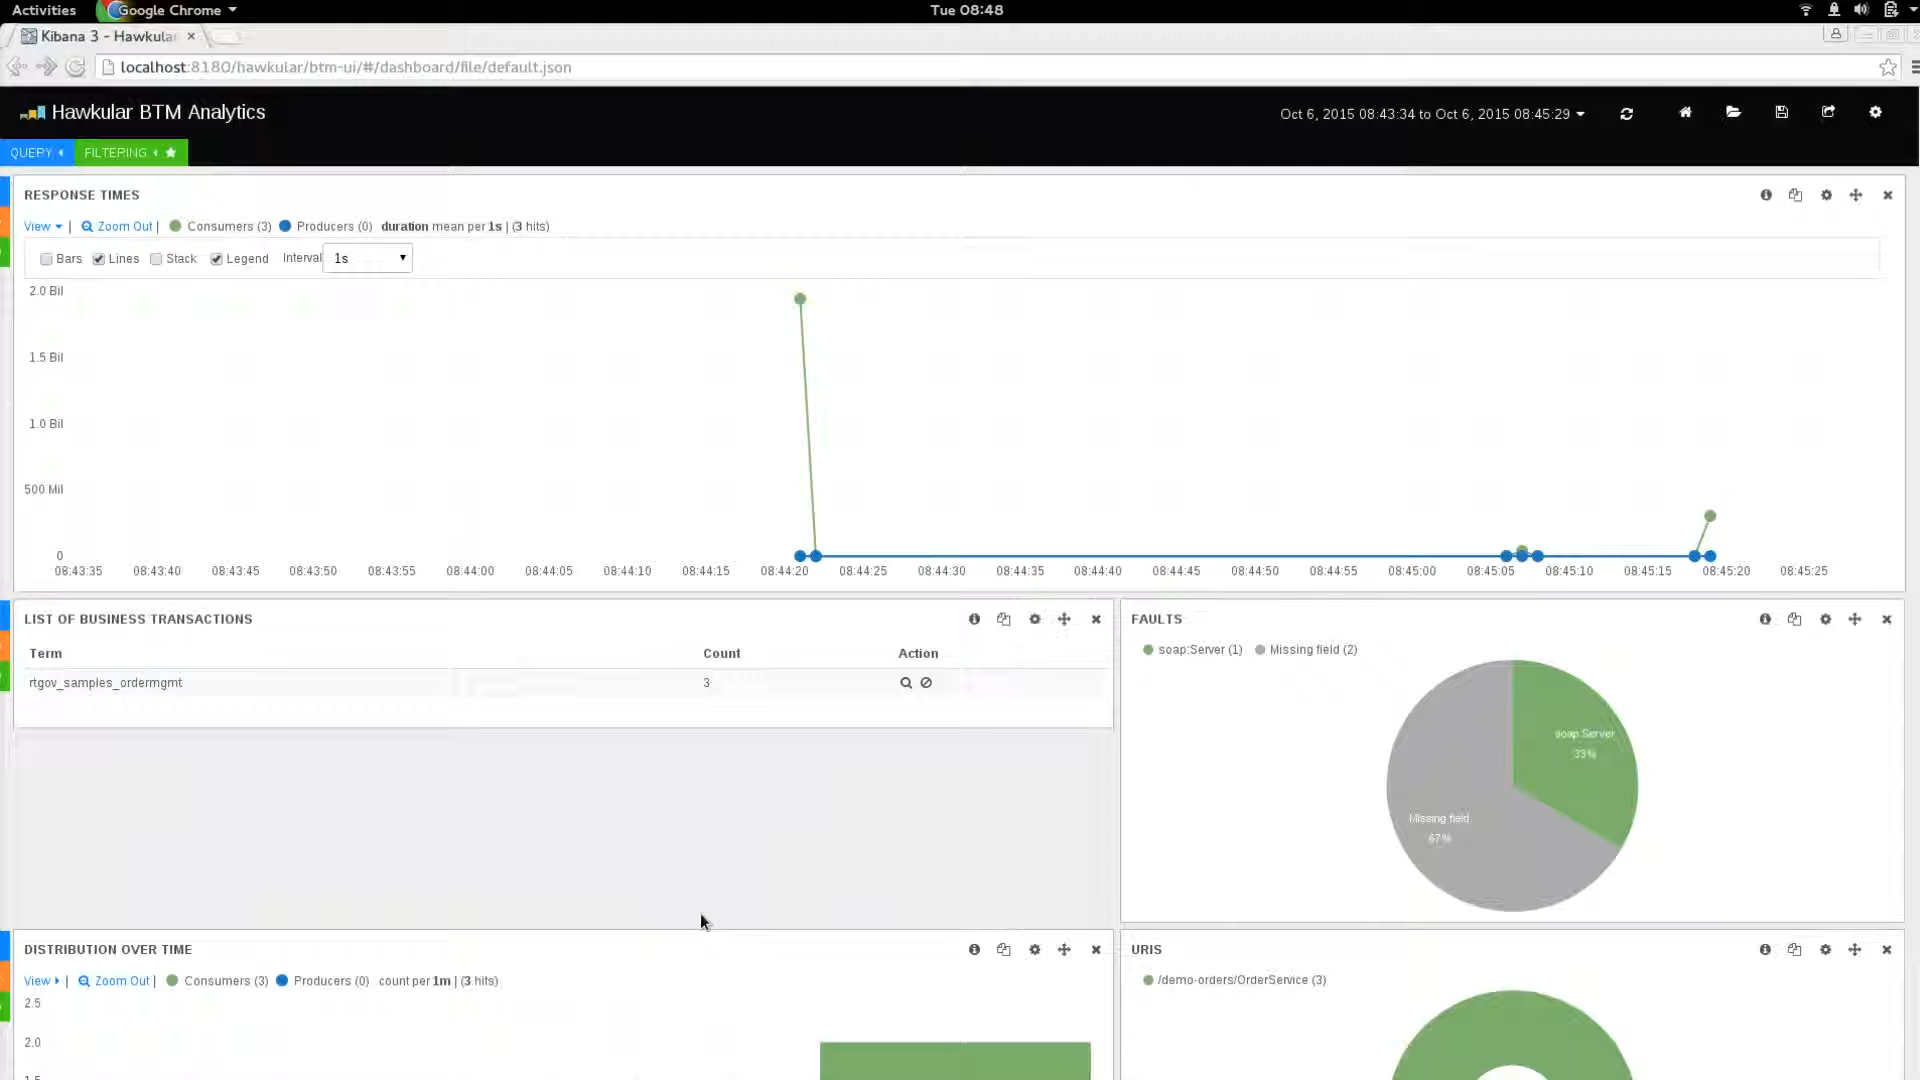 Activities Google Chrome Tue 08:48
Kibana 3 - Hawkular
localhost:8180/hawkular/btm-ui/#/dashboard/file/default.json
Hawkular BTM Analytics Oct 6, 2015 08:43:34 to Oct 6, 2015 08:45:29
QUERY FILTERING
RESPONSE TIMES
View | Zoom Out | Consumers (3) Producers (0) duration mean per 1s | (3 hits)
Bars Lines Stack Legend Interval 1s
2.0 Bil
1.5 Bil
1.0 Bil
500 Mil
0
08:43:35 08:43:40 08:43:45 08:43:50 08:43:55 08:44:00 08:44:05 08:44:10 08:44:15 08:44:20 08:44:25 08:44:30 08:44:35 08:44:40 08:44:45 08:44:50 08:44:55 08:45:00 08:45:05 08:45:10 08:45:15 08:45:20 08:45:25
LIST OF BUSINESS TRANSACTIONS
Term Count Action
rtgov_samples_ordermgmt 3
FAULTS
soap:Server (1) Missing field (2)
soap:Server
33%
Missing field
67%
DISTRIBUTION OVER TIME
View | Zoom Out | Consumers (3) Producers (0) count per 1m | (3 hits)
2.5
2.0
1.5
URIS
/demo-orders/OrderService (3)